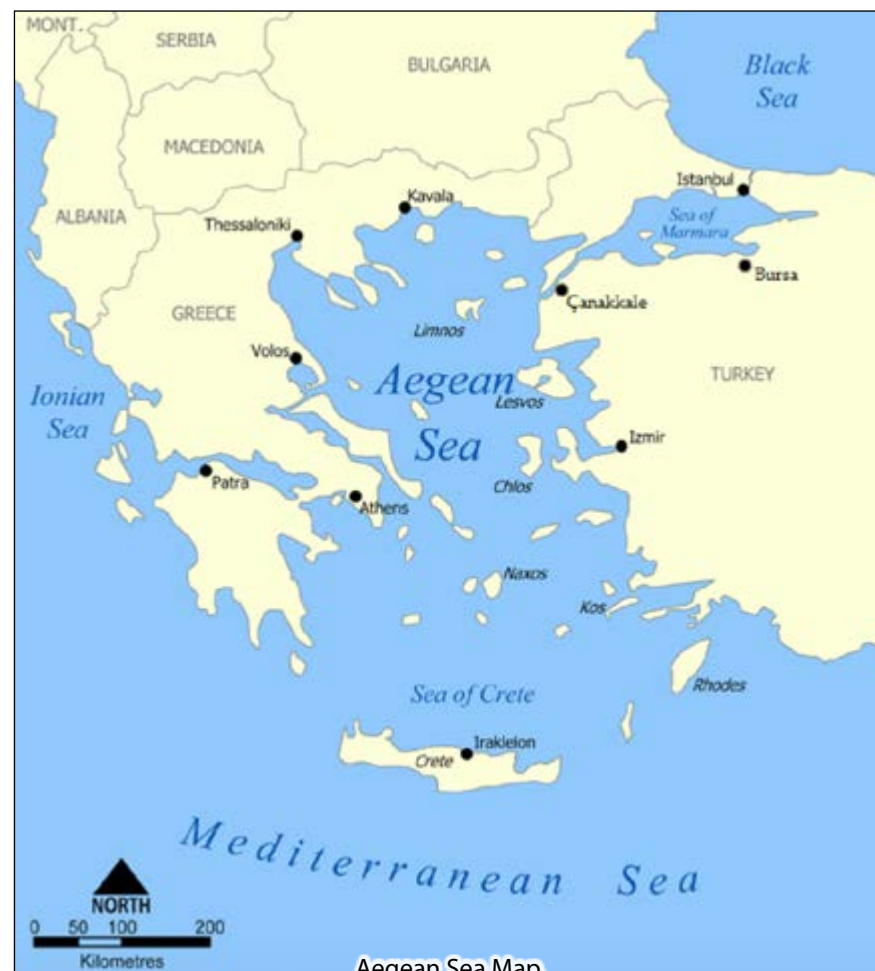 MONT.
SERBIA
BULGARIA
Black
Sea
MACEDONIA
Istanbul
Kavala
ALBANIA
Thessaloniki
Sea of
Marmara
Bursa
Çanakkale
GREECE
Limnos
Volos
Aegean
Sea
TURKEY
Ionian
Sea
Lesvos
Izmir
Patra
Chios
Athens
Naxos
Kos
Rhodes
Sea of Crete
Irakleion
Crete
Mediterranean Sea
NORTH
0 50 100 200
Kilometres
Aegean Sea Map